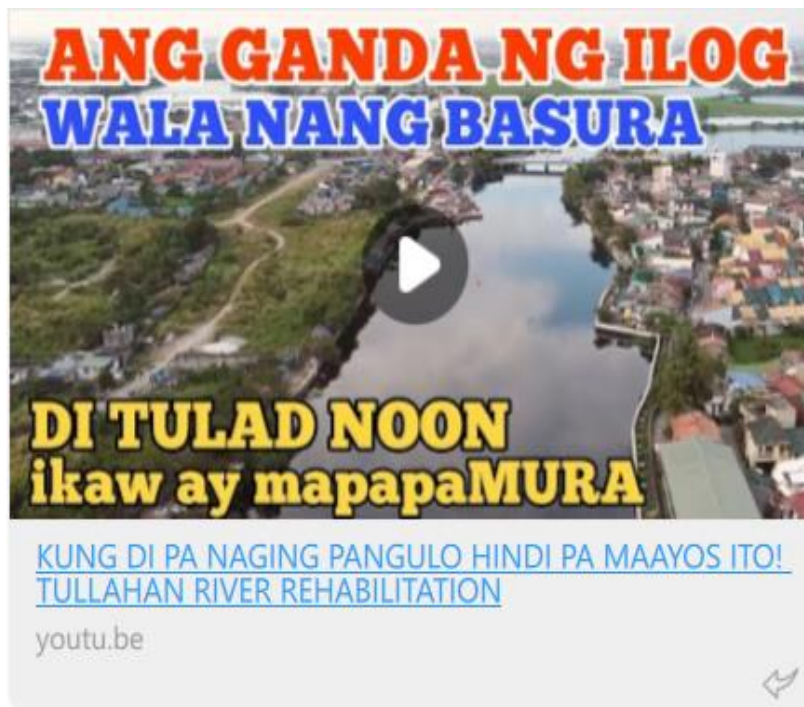 ANG GANDA NG ILOG
WALA NANG BASURA
DI TULAD NOON
ikaw ay mapapaMURA
KUNG DI PA NAGING PANGULO HINDI PA MAAYOS ITO!
TULLAHAN RIVER REHABILITATION
youtu.be